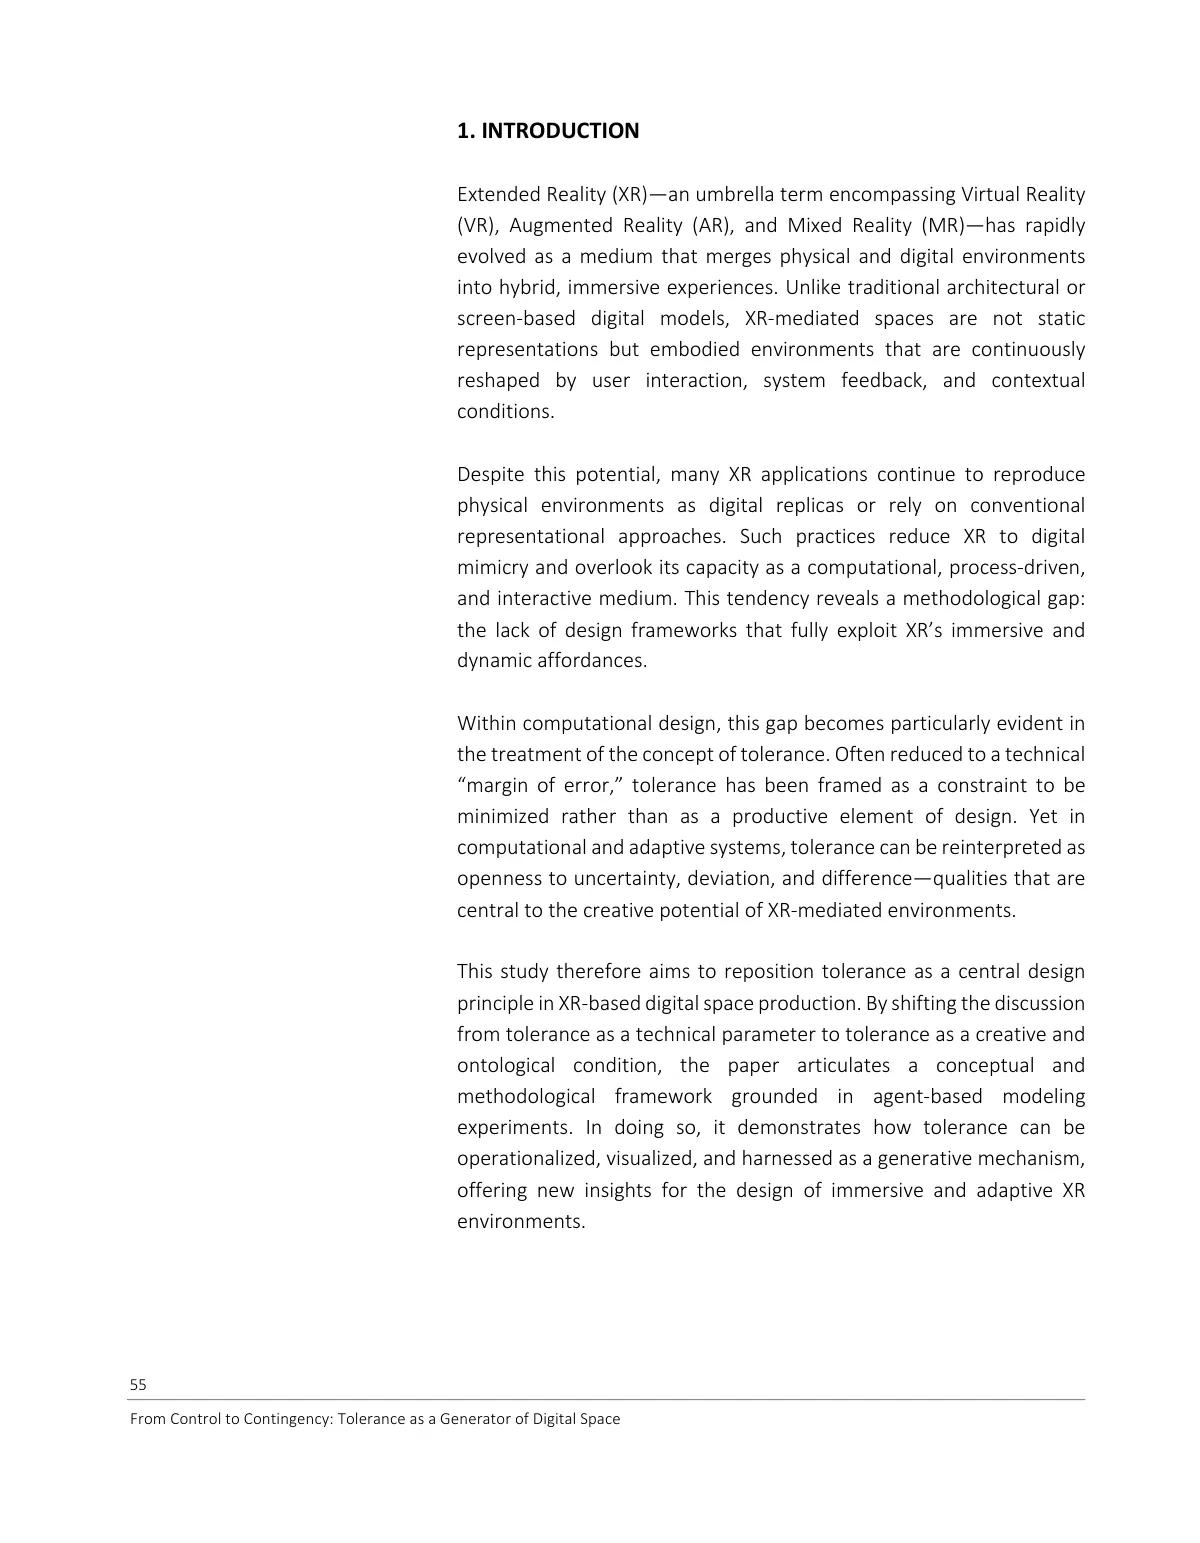 1. INTRODUCTION
Extended Reality (XR)—an umbrella term encompassing Virtual Reality
(VR), Augmented Reality (AR), and Mixed Reality (MR)—has rapidly
evolved as a medium that merges physical and digital environments
into hybrid, immersive experiences. Unlike traditional architectural or
screen-based digital models, XR-mediated spaces are not static
representations but embodied environments that are continuously
reshaped by user interaction, system feedback, and contextual
conditions.
Despite this potential, many XR applications continue to reproduce
physical environments as digital replicas or rely on conventional
representational approaches. Such practices reduce XR to digital
mimicry and overlook its capacity as a computational, process-driven,
and interactive medium. This tendency reveals a methodological gap:
the lack of design frameworks that fully exploit XR’s immersive and
dynamic affordances.
Within computational design, this gap becomes particularly evident in
the treatment of the concept of tolerance. Often reduced to a technical
“margin of error,” tolerance has been framed as a constraint to be
minimized rather than as a productive element of design. Yet in
computational and adaptive systems, tolerance can be reinterpreted as
openness to uncertainty, deviation, and difference—qualities that are
central to the creative potential of XR-mediated environments.
This study therefore aims to reposition tolerance as a central design
principle in XR-based digital space production. By shifting the discussion
from tolerance as a technical parameter to tolerance as a creative and
ontological condition, the paper articulates a conceptual and
methodological framework grounded in agent-based modeling
experiments. In doing so, it demonstrates how tolerance can be
operationalized, visualized, and harnessed as a generative mechanism,
offering new insights for the design of immersive and adaptive XR
environments.
55
From Control to Contingency: Tolerance as a Generator of Digital Space